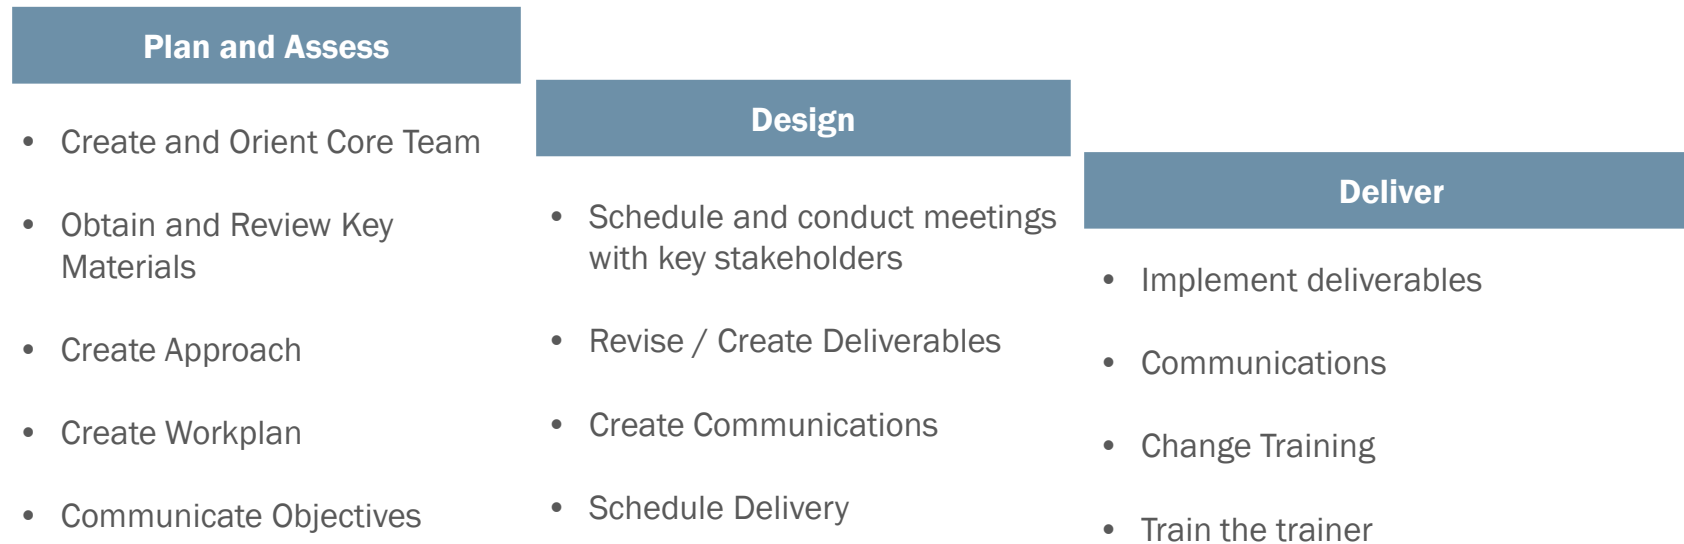 Plan and Assess
• Create and Orient Core Team
• Obtain and Review Key
Materials
• Create Approach
• Create Workplan
• Communicate Objectives
Design
• Schedule and conduct meetings
with key stakeholders
• Revise / Create Deliverables
• Create Communications
• Schedule Delivery
Deliver
• Implement deliverables
• Communications
• Change Training
• Train the trainer